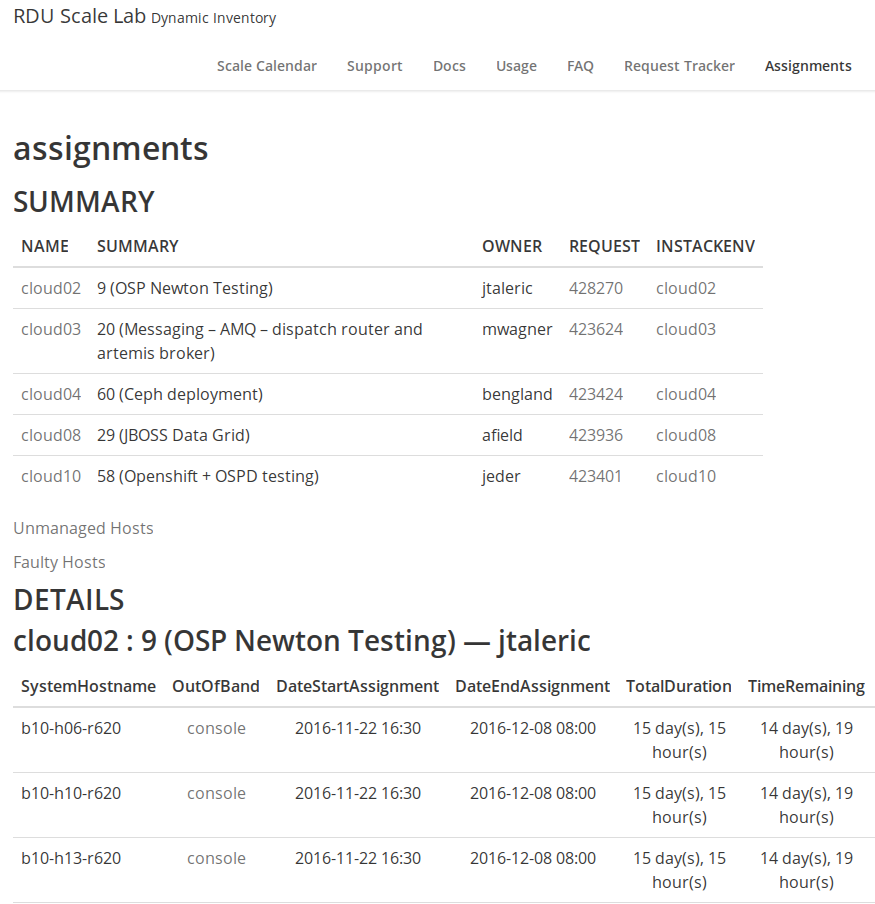 RDU Scale Lab Dynamic Inventory
Scale Calendar Support Docs Usage FAQ Request Tracker Assignments
assignments
SUMMARY
NAME SUMMARY OWNER REQUEST INSTACKENV
cloud02 9 (OSP Newton Testing) jtaleric 428270 cloud02
cloud03 20 (Messaging – AMQ – dispatch router and mwagner 423624 cloud03
artemis broker)
cloud04 60 (Ceph deployment) bengland 423424 cloud04
cloud08 29 (JBOSS Data Grid) afield 423936 cloud08
cloud10 58 (Openshift + OSPD testing) jeder 423401 cloud10
Unmanaged Hosts
Faulty Hosts
DETAILS
cloud02 : 9 (OSP Newton Testing) — jtaleric
SystemHostname OutOfBand DateStartAssignment DateEndAssignment TotalDuration TimeRemaining
b10-h06-r620 console 2016-11-22 16:30 2016-12-08 08:00 15 day(s), 15 14 day(s), 19
hour(s) hour(s)
b10-h10-r620 console 2016-11-22 16:30 2016-12-08 08:00 15 day(s), 15 14 day(s), 19
hour(s) hour(s)
b10-h13-r620 console 2016-11-22 16:30 2016-12-08 08:00 15 day(s), 15 14 day(s), 19
hour(s) hour(s)